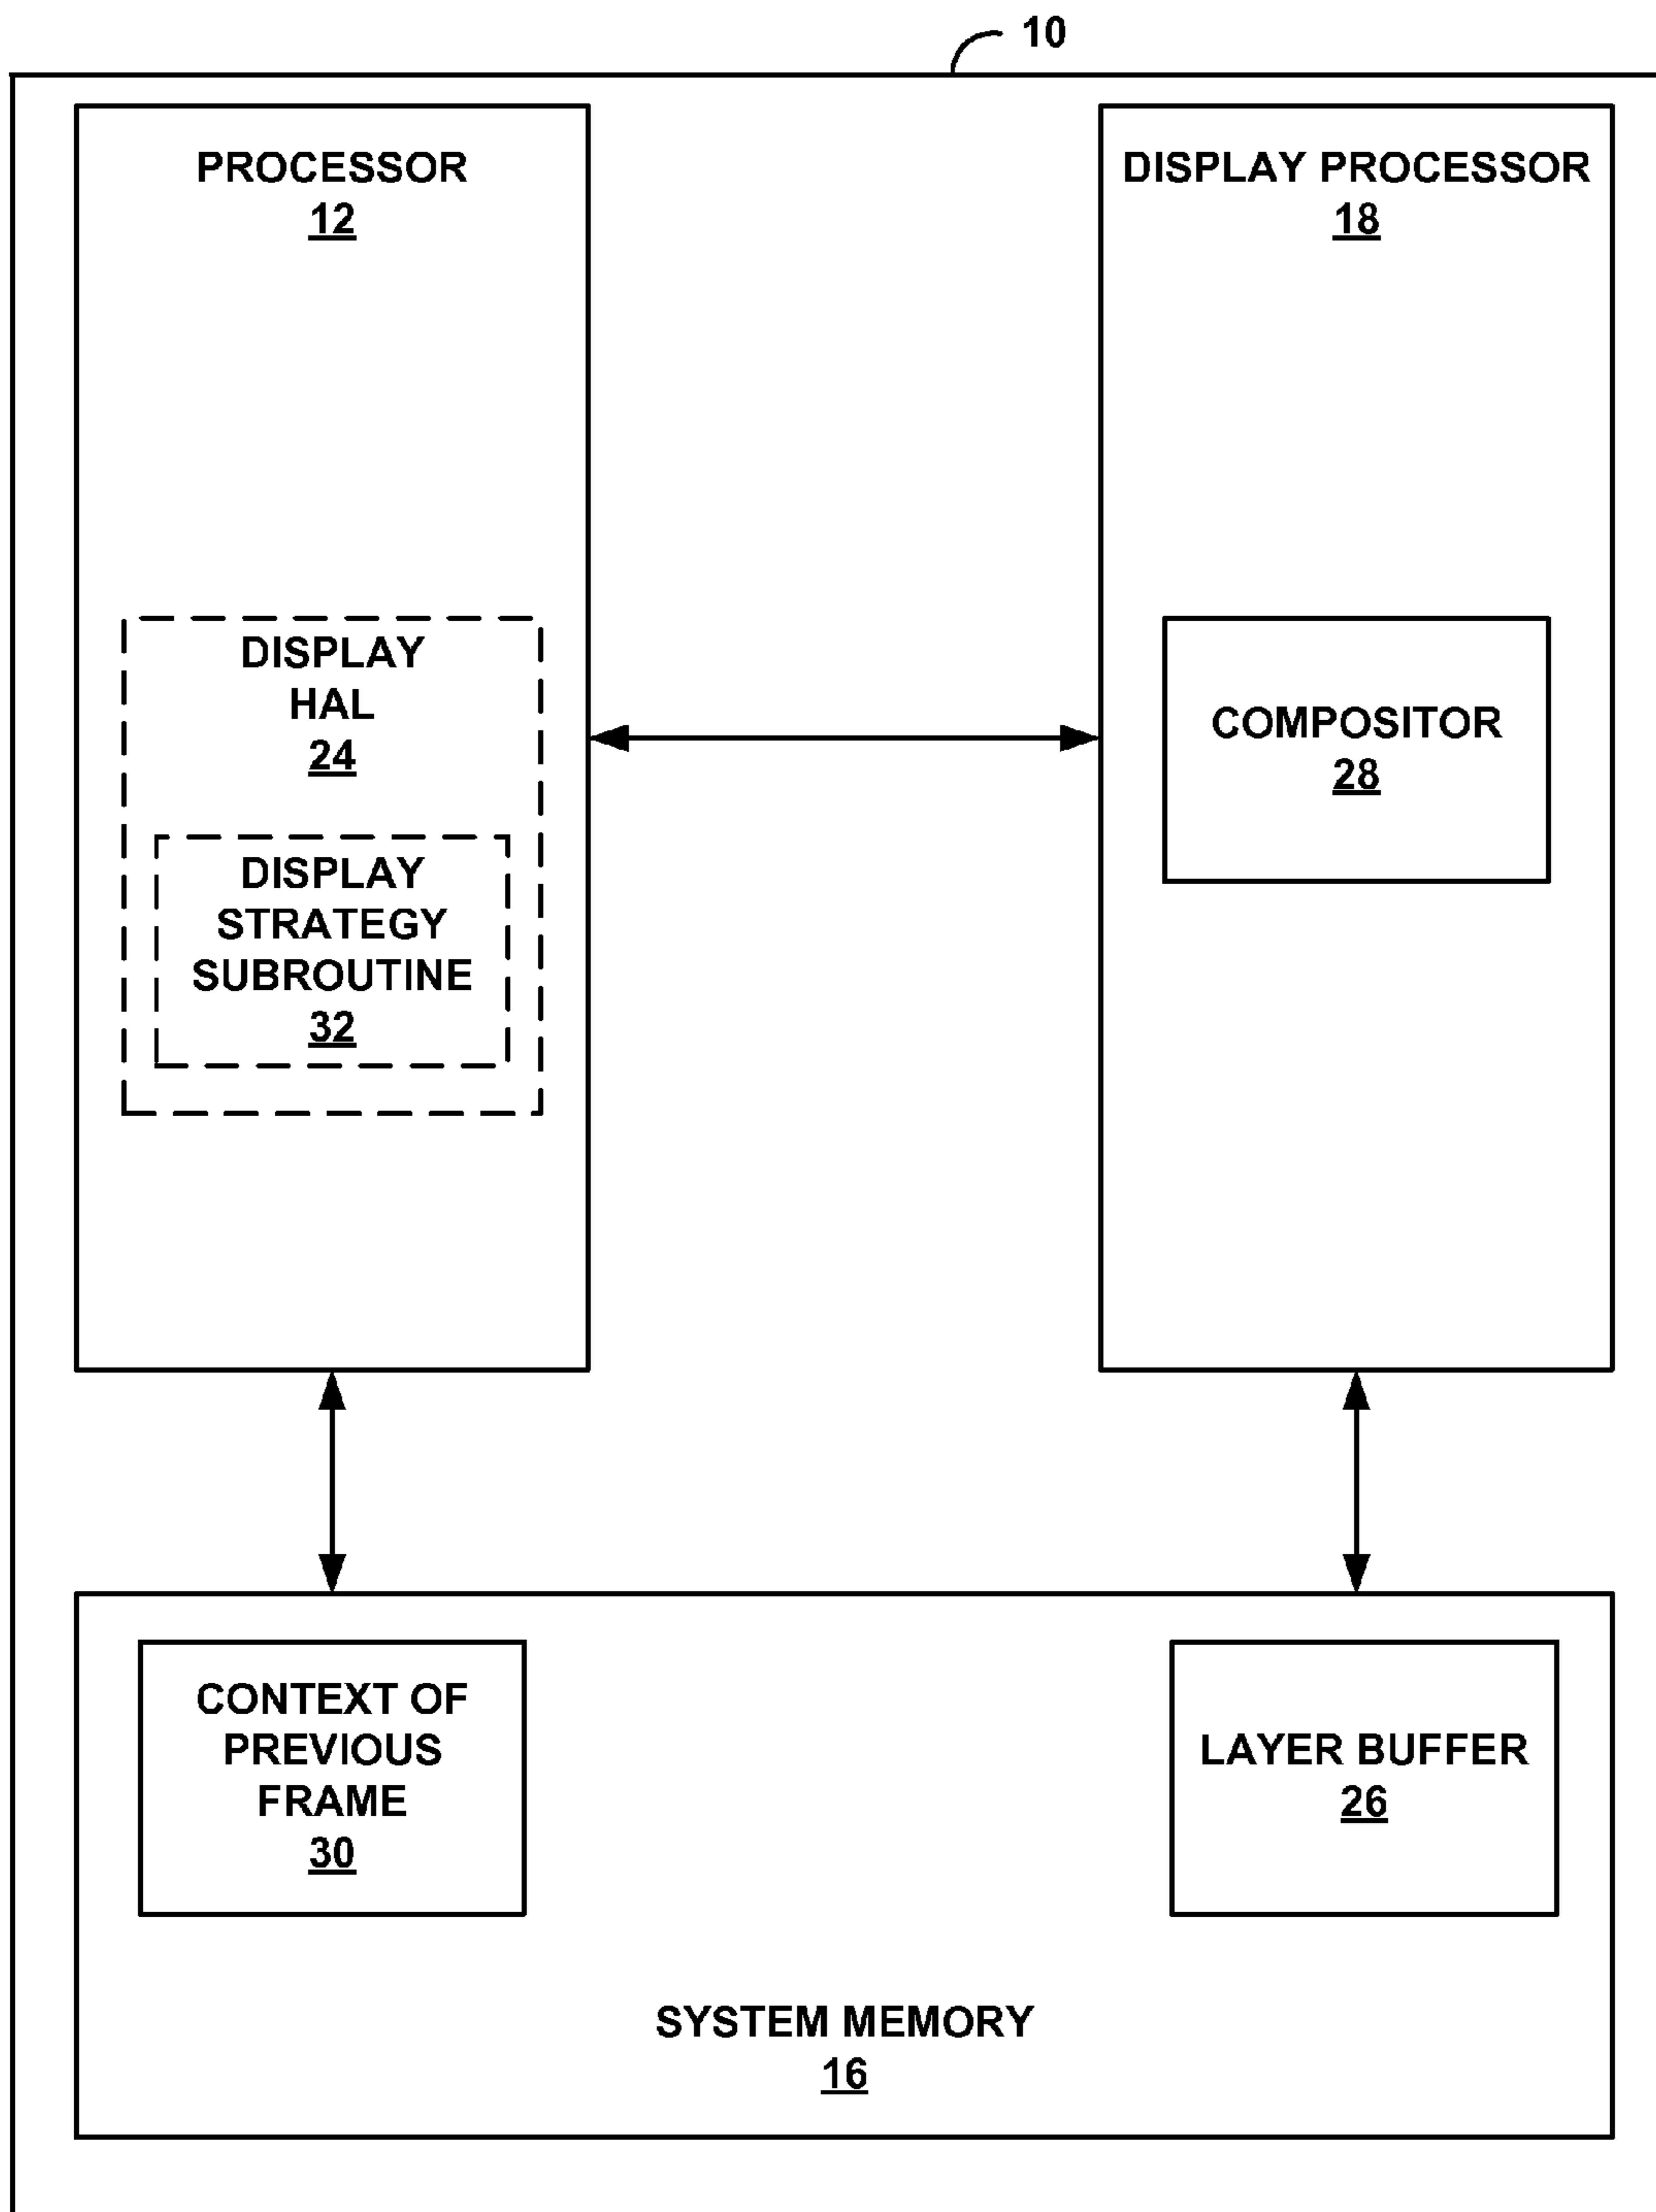 10
PROCESSOR
12
DISPLAY PROCESSOR
18
DISPLAY
HAL
24
DISPLAY
STRATEGY
SUBROUTINE
32
COMPOSITOR
28
CONTEXT OF
PREVIOUS
FRAME
30
LAYER BUFFER
26
SYSTEM MEMORY
16